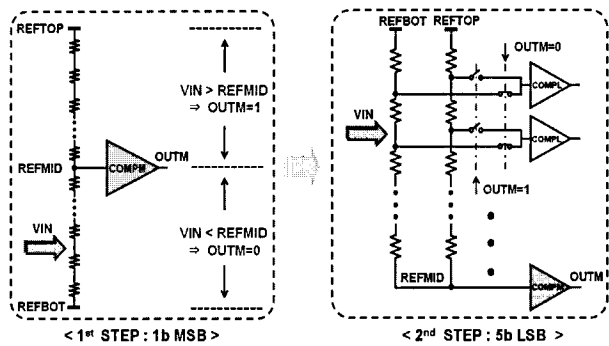 REFTOP
VIN > REFMID
⇒ OUTM=1
OUTM
REFMID
COMPM
VIN < REFMID
⇒ OUTM=0
VIN
REFBOT
< 1st STEP : 1b MSB >
REFBOT REFTOP
OUTM=0
COMPL
VIN
COMPL
OUTM=1
REFMID
OUTM
COMPM
< 2nd STEP : 5b LSB >